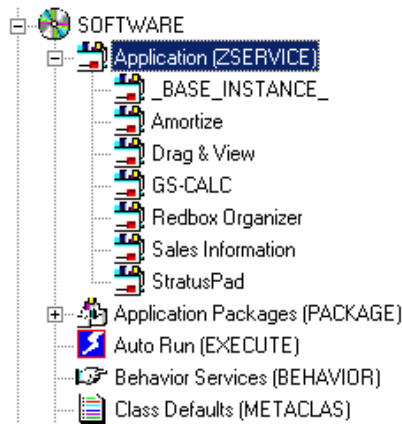 SOFTWARE
Application (ZSERVICE)
_BASE_INSTANCE_
Amortize
Drag & View
GS-CALC
Redbox Organizer
Sales Information
StratusPad
Application Packages (PACKAGE)
Auto Run (EXECUTE)
Behavior Services (BEHAVIOR)
Class Defaults (METACLAS)